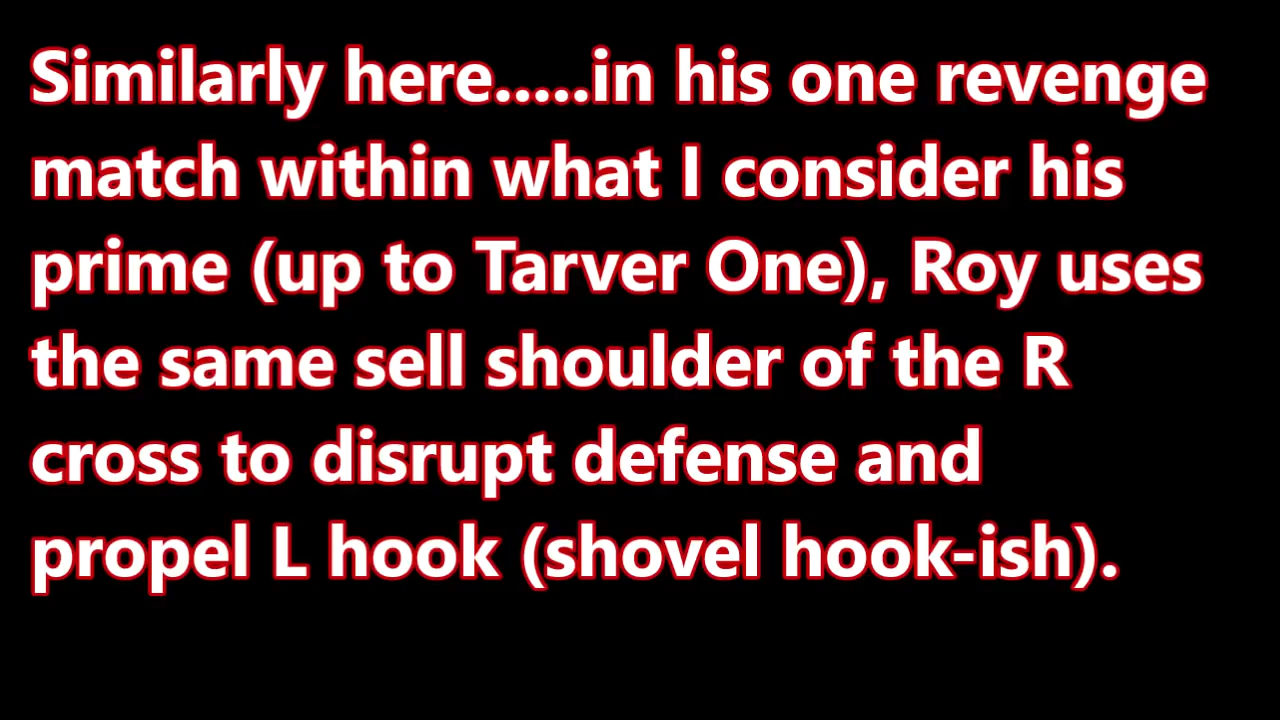 Similarly here.....in his one revenge
match within what I consider his
prime (up to Tarver One), Roy uses
the same sell shoulder of the R
cross to disrupt defense and
propel L hook (shovel hook-ish).